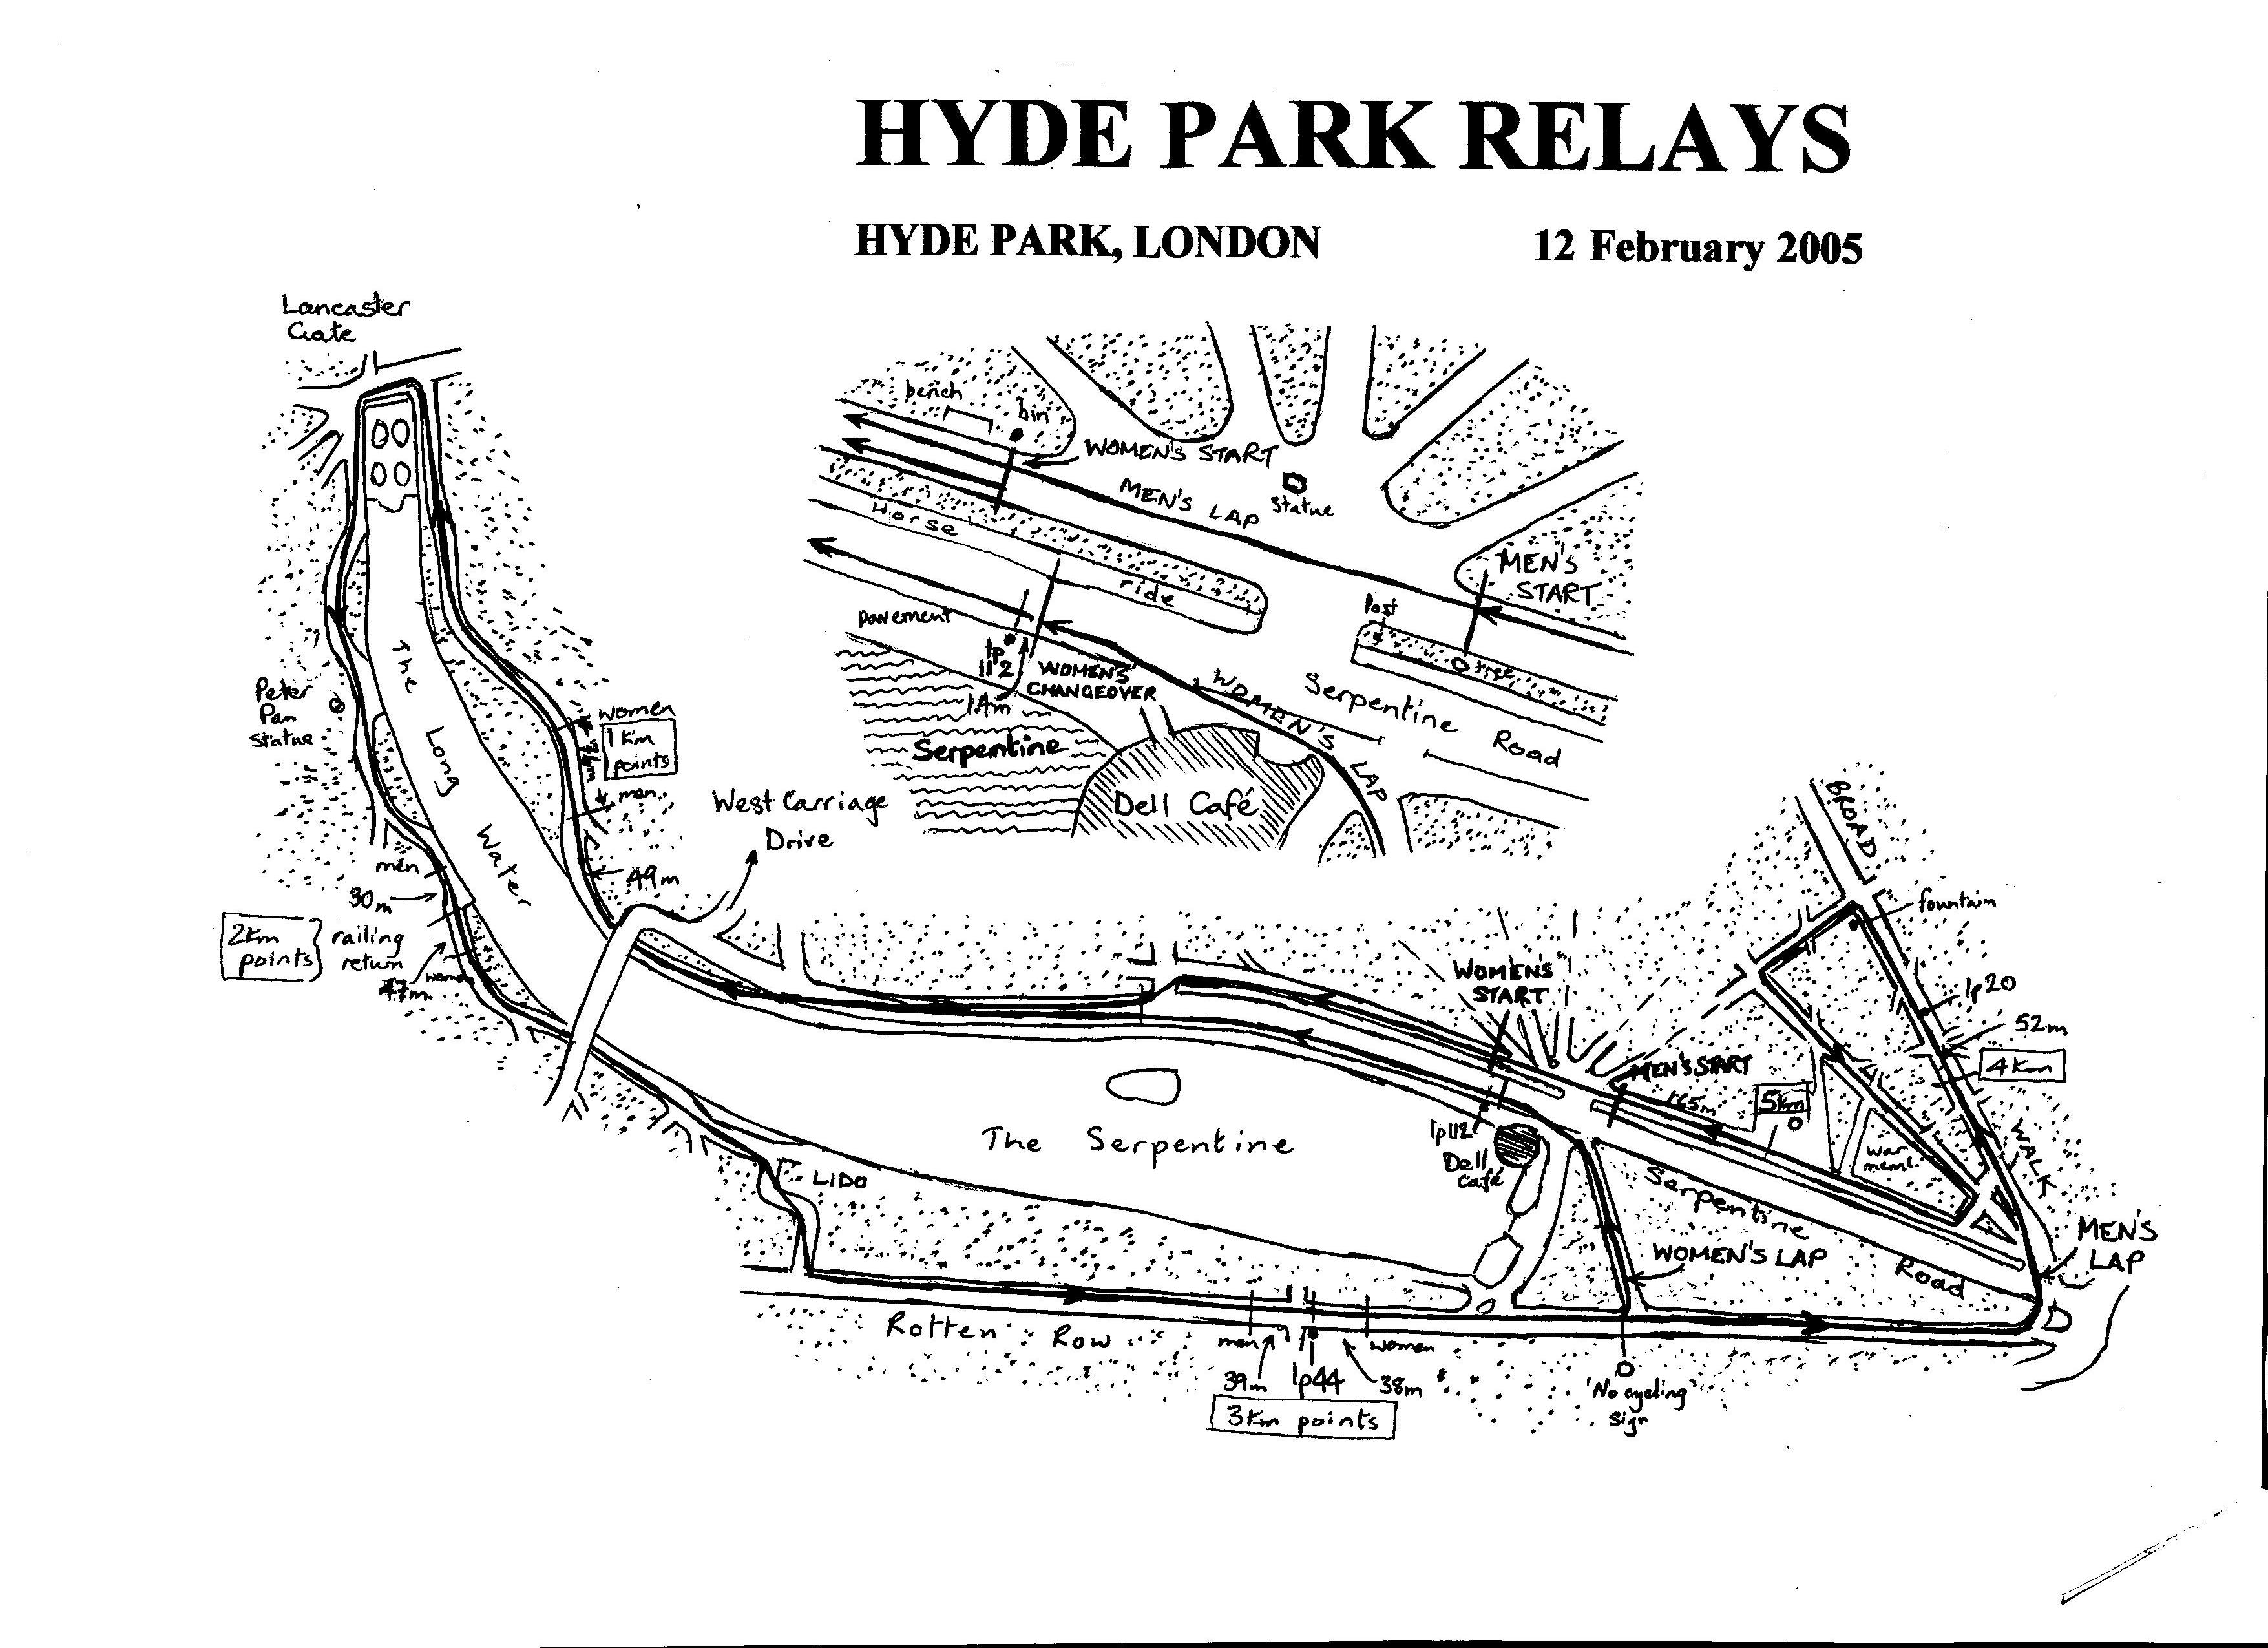 HYDE PARK RELAYS
HYDE PARK, LONDON
12 February 2005
Lancaster
Gate
bench
bin
WOMEN'S START
MEN'S LAP
Statue
Horse
ride
MEN'S
START
Post
tree
pavement
lp
112
WOMEN'S
CHANGEOVER
WOMEN'S LAP
Serpentine
Road
Serpentine
Dell Café
Peter
Pan
Statue
The Long Water
women
1 Km
points
men
49m
West Carriage
Drive
men
30m
2Km
points
railing
return
women
47m
BROAD
WALK
fountain
lp20
52m
4Km
WOMEN'S
START
MEN'S START
165m
5Km
lp112
Dell
Café
The Serpentine
War
meml.
LIDO
Serpentine
Road
MEN'S
LAP
WOMEN'S LAP
Rotten Row
men
women
39m
lp44
38m
3Km points
'No cycling'
sign